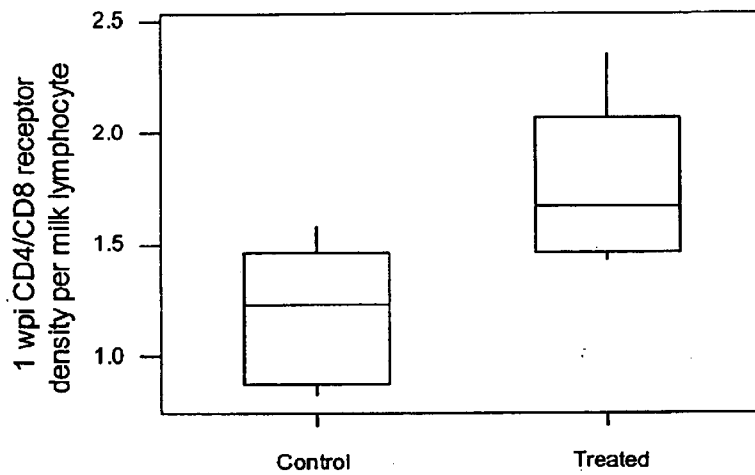 2.5
2.0
1.5
1.0
1 wpi CD4/CD8 receptor
density per milk lymphocyte
Control
Treated